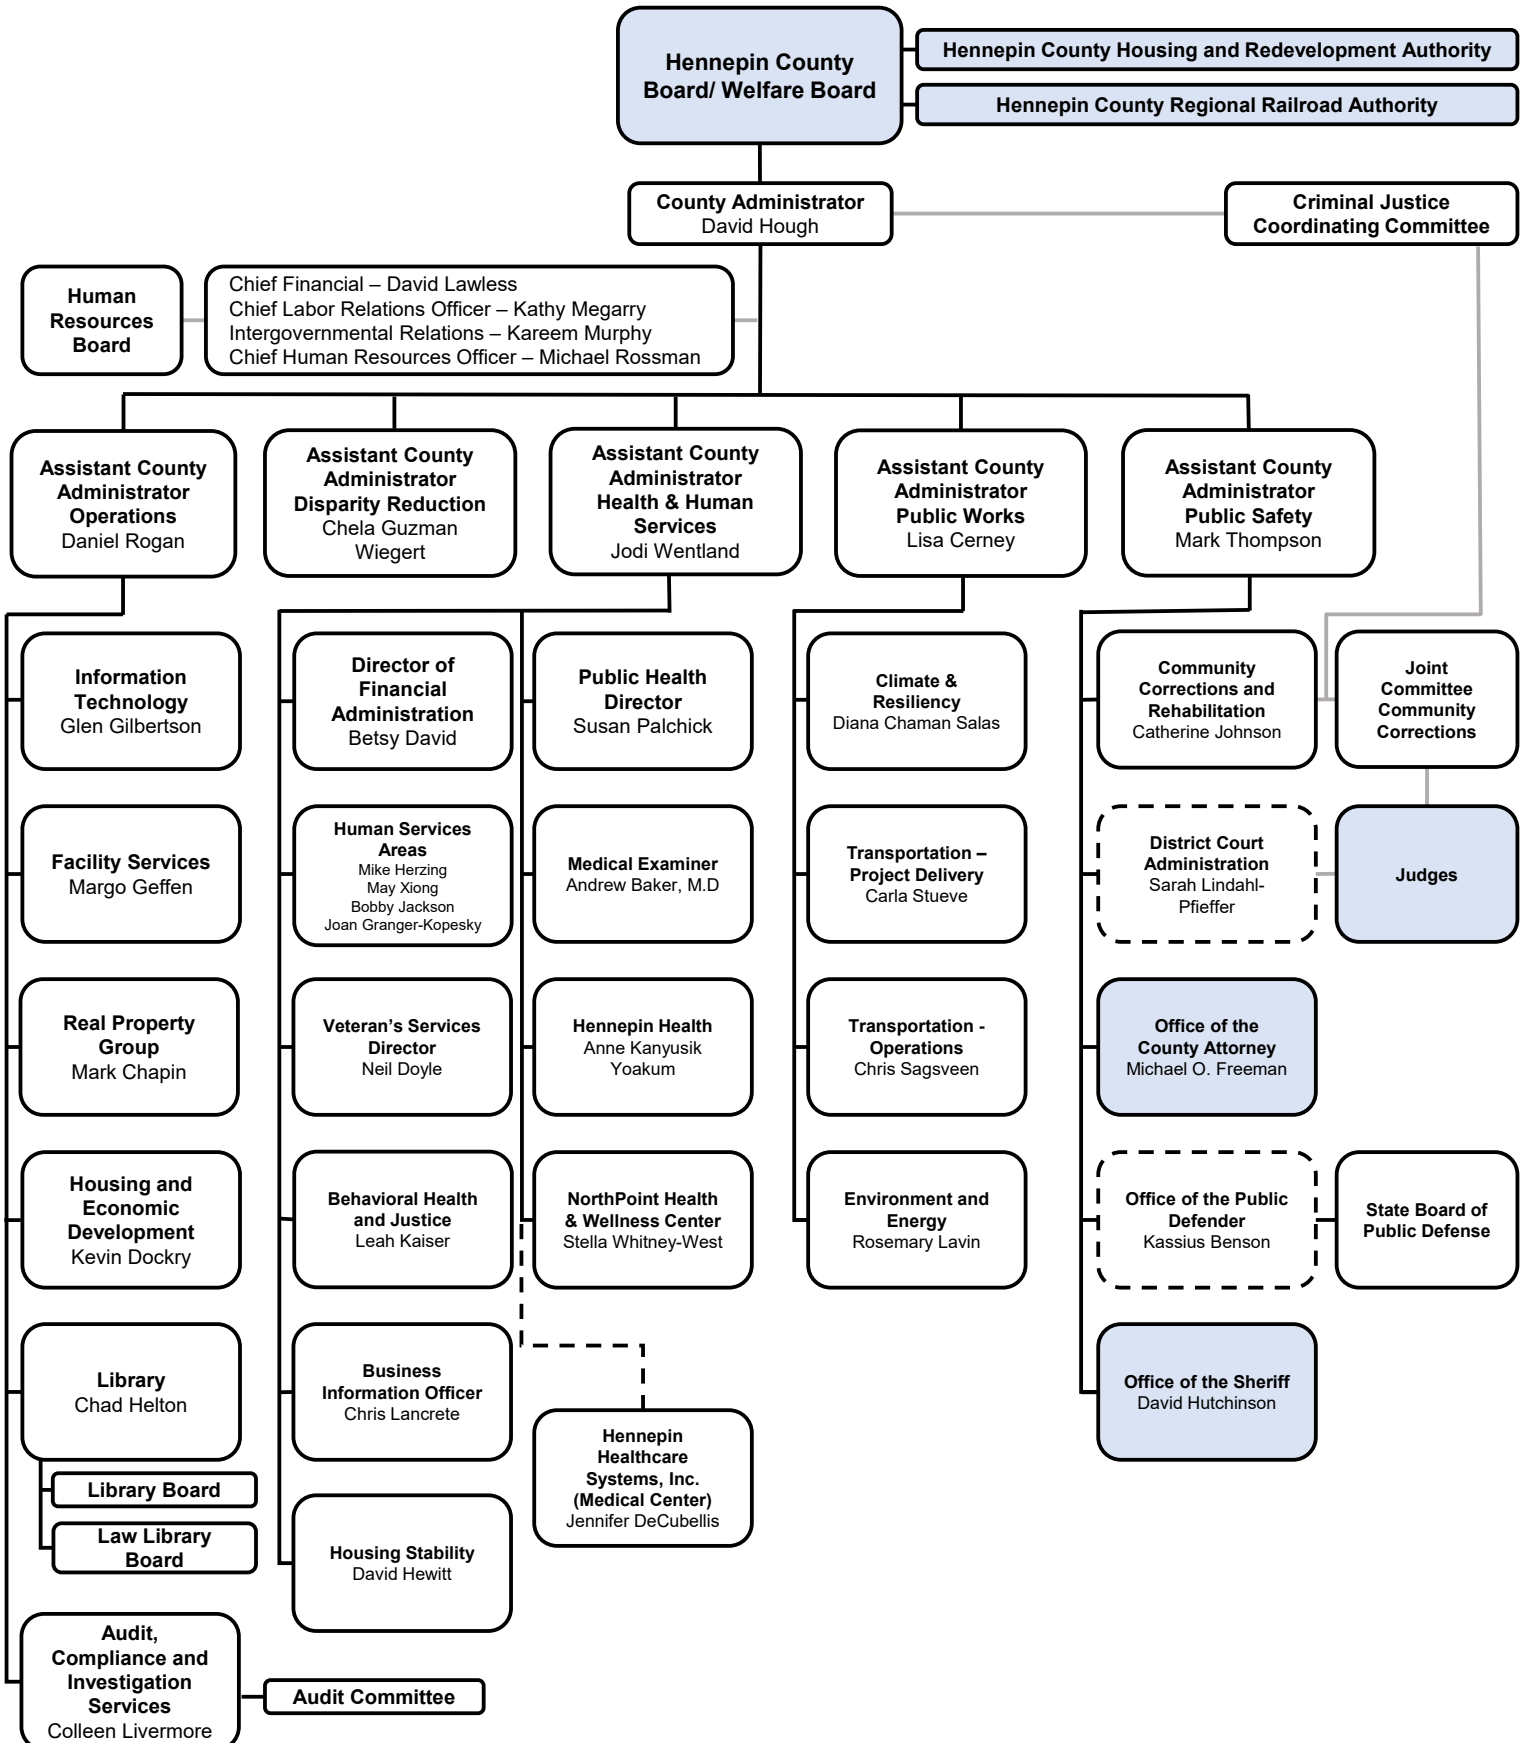 Hennepin County
Board/ Welfare Board
Hennepin County Housing and Redevelopment Authority
Hennepin County Regional Railroad Authority
County Administrator
David Hough
Criminal Justice
Coordinating Committee
Human
Resources
Board
Chief Financial – David Lawless
Chief Labor Relations Officer – Kathy Megarry
Intergovernmental Relations – Kareem Murphy
Chief Human Resources Officer – Michael Rossman
Assistant County
Administrator
Operations
Daniel Rogan
Assistant County
Administrator
Disparity Reduction
Chela Guzman
Wiegert
Assistant County
Administrator
Health & Human
Services
Jodi Wentland
Assistant County
Administrator
Public Works
Lisa Cerney
Assistant County
Administrator
Public Safety
Mark Thompson
Information
Technology
Glen Gilbertson
Director of
Financial
Administration
Betsy David
Public Health
Director
Susan Palchick
Climate &
Resiliency
Diana Chaman Salas
Community
Corrections and
Rehabilitation
Catherine Johnson
Joint
Committee
Community
Corrections
Facility Services
Margo Geffen
Human Services
Areas
Mike Herzing
May Xiong
Bobby Jackson
Joan Granger-Kopesky
Medical Examiner
Andrew Baker, M.D
Transportation –
Project Delivery
Carla Stueve
District Court
Administration
Sarah Lindahl-
Pfieffer
Judges
Real Property
Group
Mark Chapin
Veteran’s Services
Director
Neil Doyle
Hennepin Health
Anne Kanyusik
Yoakum
Transportation -
Operations
Chris Sagsveen
Office of the
County Attorney
Michael O. Freeman
Housing and
Economic
Development
Kevin Dockry
Behavioral Health
and Justice
Leah Kaiser
NorthPoint Health
& Wellness Center
Stella Whitney-West
Environment and
Energy
Rosemary Lavin
Office of the Public
Defender
Kassius Benson
State Board of
Public Defense
Library
Chad Helton
Business
Information Officer
Chris Lancrete
Hennepin
Healthcare
Systems, Inc.
(Medical Center)
Jennifer DeCubellis
Office of the Sheriff
David Hutchinson
Library Board
Law Library
Board
Housing Stability
David Hewitt
Audit,
Compliance and
Investigation
Services
Colleen Livermore
Audit Committee